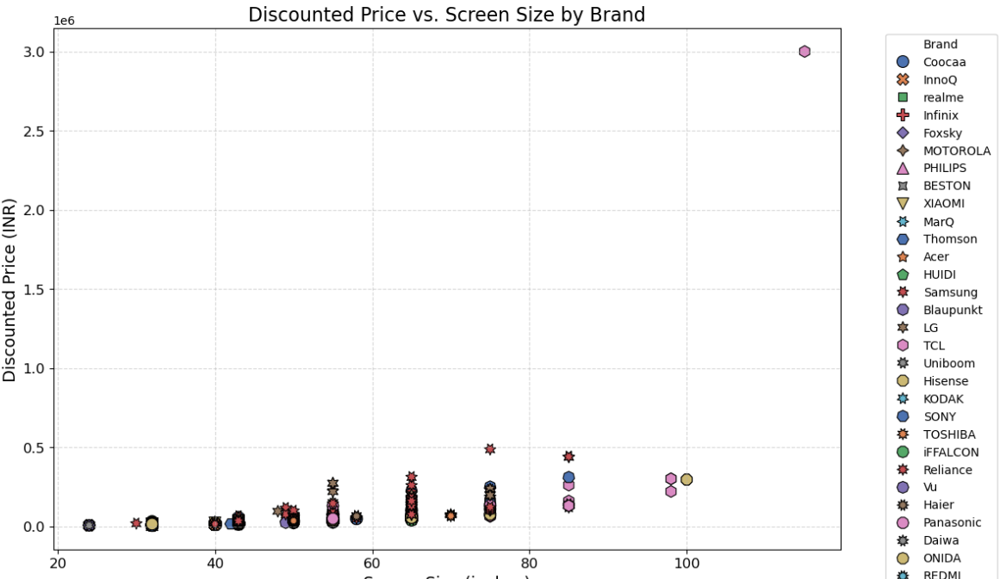 Discounted Price vs. Screen Size by Brand
1e6
3.0
2.5
2.0
1.5
1.0
0.5
0.0
Discounted Price (INR)
20 40 60 80 100
Brand
Coocaa
InnoQ
realme
Infinix
Foxsky
MOTOROLA
PHILIPS
BESTON
XIAOMI
MarQ
Thomson
Acer
HUIDI
Samsung
Blaupunkt
LG
TCL
Uniboom
Hisense
KODAK
SONY
TOSHIBA
iFFALCON
Reliance
Vu
Haier
Panasonic
Daiwa
ONIDA
REDMI